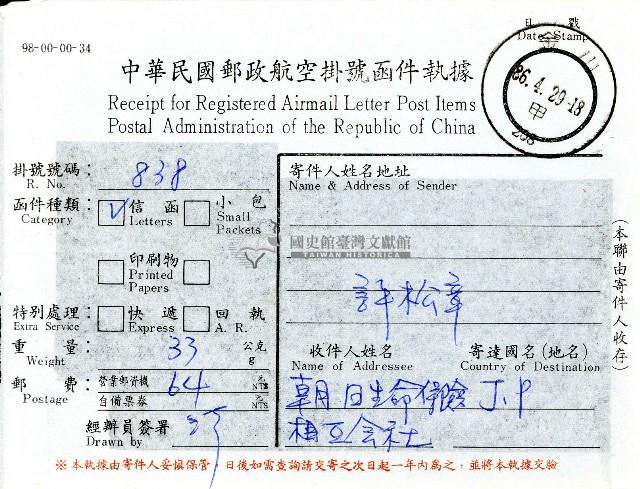 98-00-00-34
日戳
Date Stamp
金
86.4.29-18
甲
中華民國郵政航空掛號函件執據
Receipt for Registered Airmail Letter Post Items
Postal Administration of the Republic of China
掛號號碼：
R. No.
838
函件種類：
Category
V 信函
Letters
小包
Small Packets
印刷物
Printed Papers
特別處理：
Extra Service
快遞
Express
回執
A. R.
重量：
Weight
33
公克
g
郵費：
Postage
營業郵資機
64
元
NT$
自備票券
元
NT$
經辦員簽署
Drawn by
寄件人姓名地址
Name & Address of Sender
國史館臺灣文獻館
TAIWAN HISTORICA
許松章
收件人姓名
Name of Addressee
寄達國名(地名)
Country of Destination
朝日生命保險 J.P
相互会社
(本聯由寄件人收存)
※本執據由寄件人妥慎保管，日後如需查詢請交寄之次日起一年內為之，並將本執據交驗